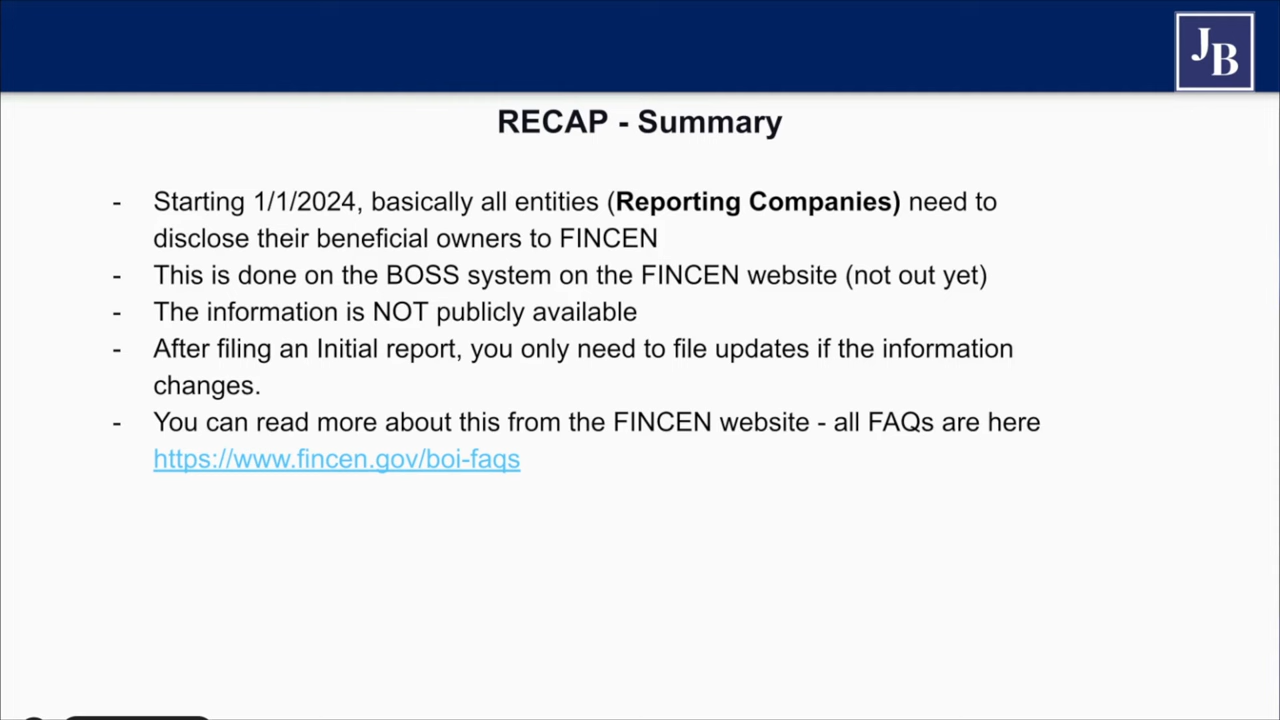 JB
RECAP - Summary
- Starting 1/1/2024, basically all entities (Reporting Companies) need to
disclose their beneficial owners to FINCEN
- This is done on the BOSS system on the FINCEN website (not out yet)
- The information is NOT publicly available
- After filing an Initial report, you only need to file updates if the information
changes.
- You can read more about this from the FINCEN website - all FAQs are here
https://www.fincen.gov/boi-faqs